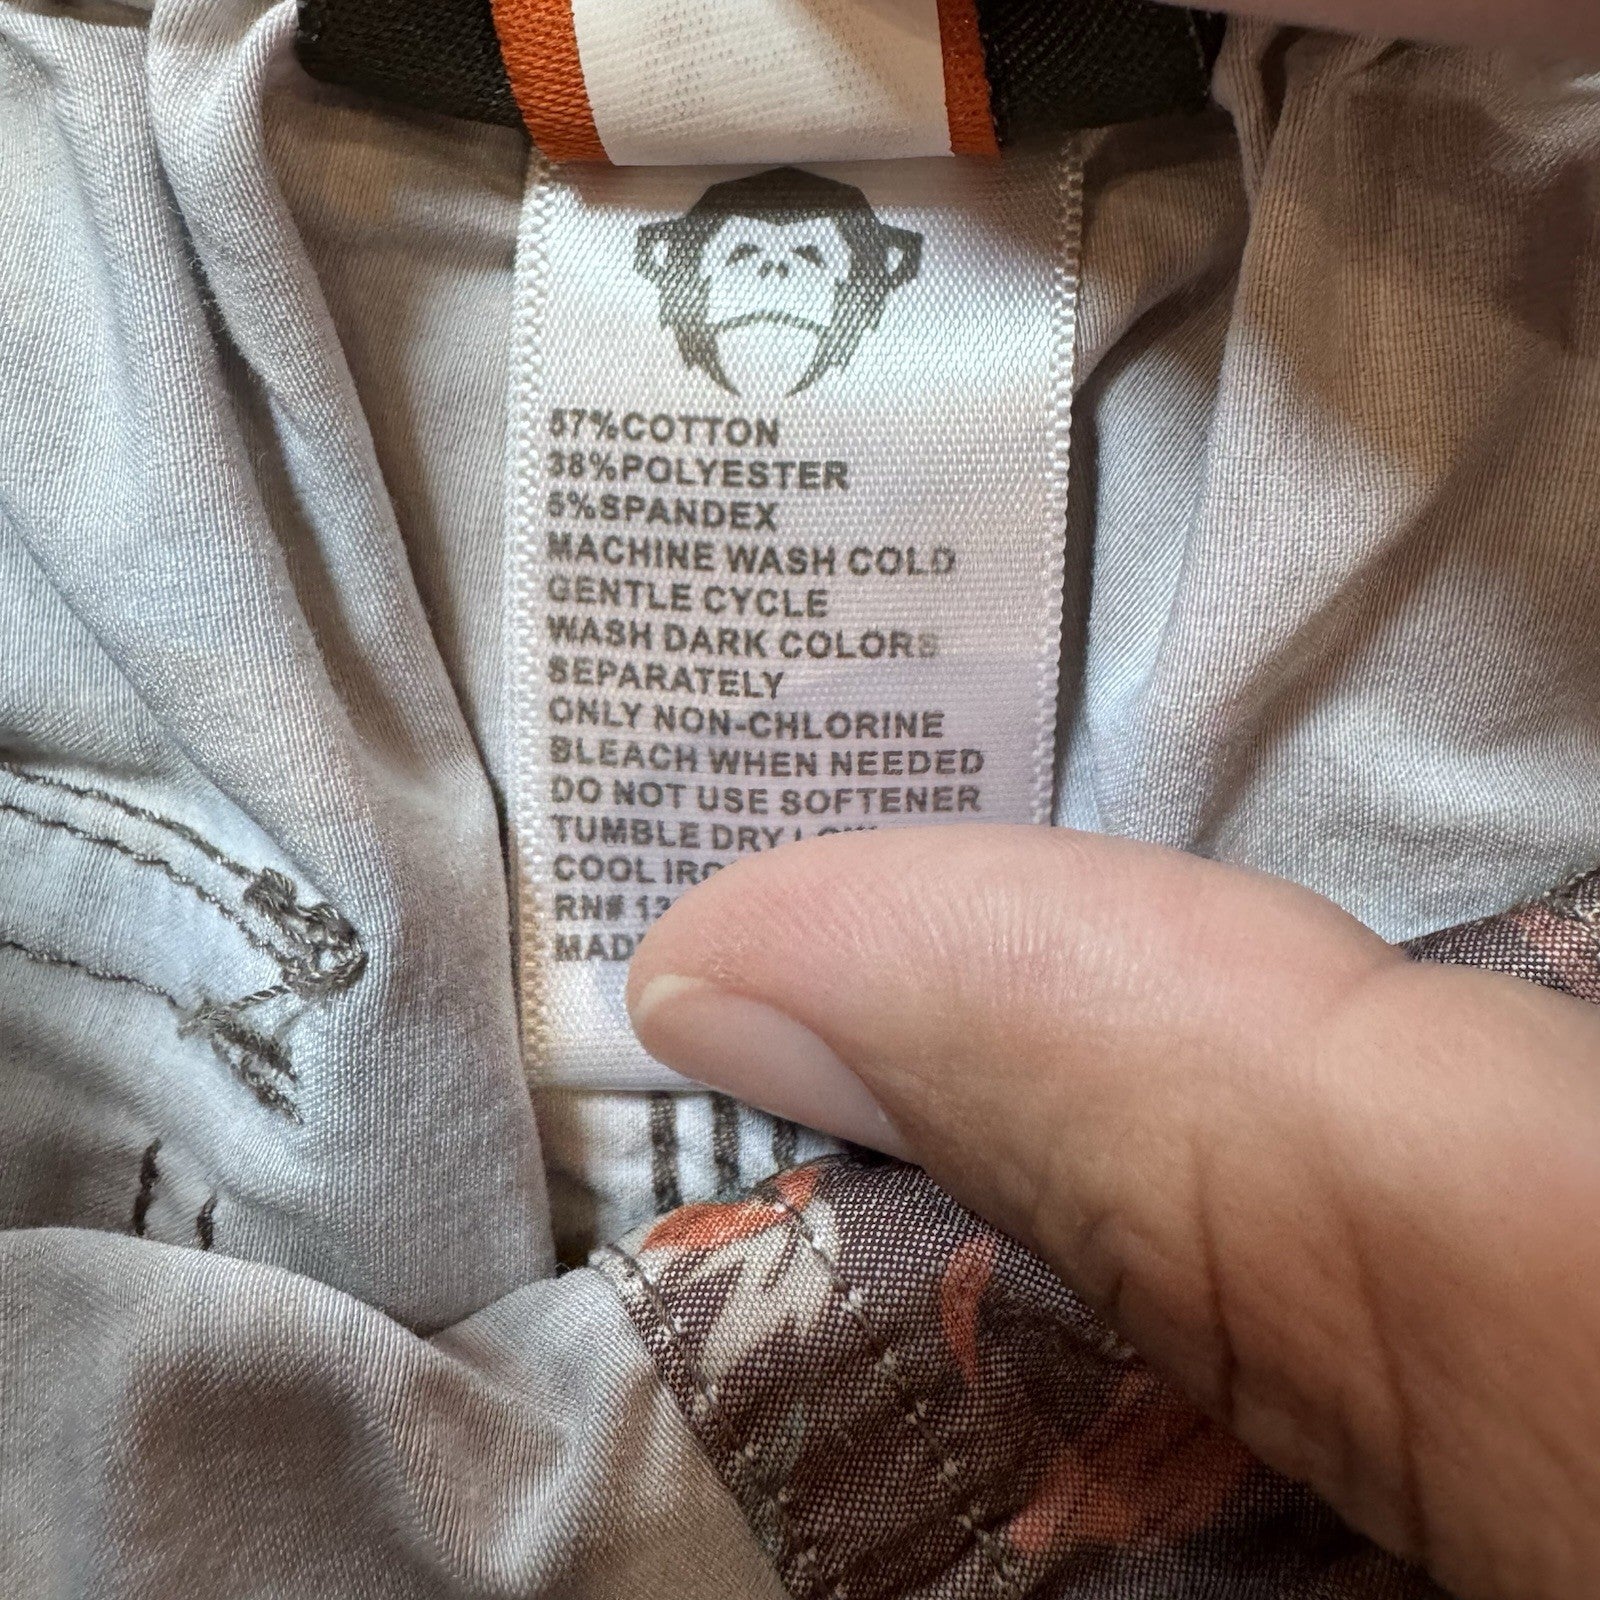 57%COTTON
38%POLYESTER
5%SPANDEX
MACHINE WASH COLD
GENTLE CYCLE
WASH DARK COLORS
SEPARATELY
ONLY NON-CHLORINE
BLEACH WHEN NEEDED
DO NOT USE SOFTENER
TUMBLE DRY LOW
COOL
RN#